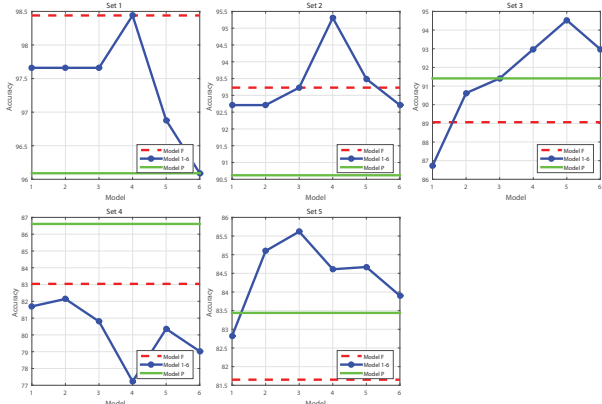 Set 1
98.5
98
97.5
97
96.5
96
Accuracy
1 2 3 4 5 6
Model
Model F
Model 1-6
Model P
Set 2
95.5
95
94.5
94
93.5
93
92.5
92
91.5
91
90.5
Accuracy
1 2 3 4 5 6
Model
Model F
Model 1-6
Model P
Set 3
95
94
93
92
91
90
89
88
87
86
Accuracy
1 2 3 4 5 6
Model
Model F
Model 1-6
Model P
Set 4
87
86
85
84
83
82
81
80
79
78
77
Accuracy
1 2 3 4 5 6
Model
Model F
Model 1-6
Model P
Set 5
86
85.5
85
84.5
84
83.5
83
82.5
82
81.5
Accuracy
1 2 3 4 5 6
Model
Model F
Model 1-6
Model P